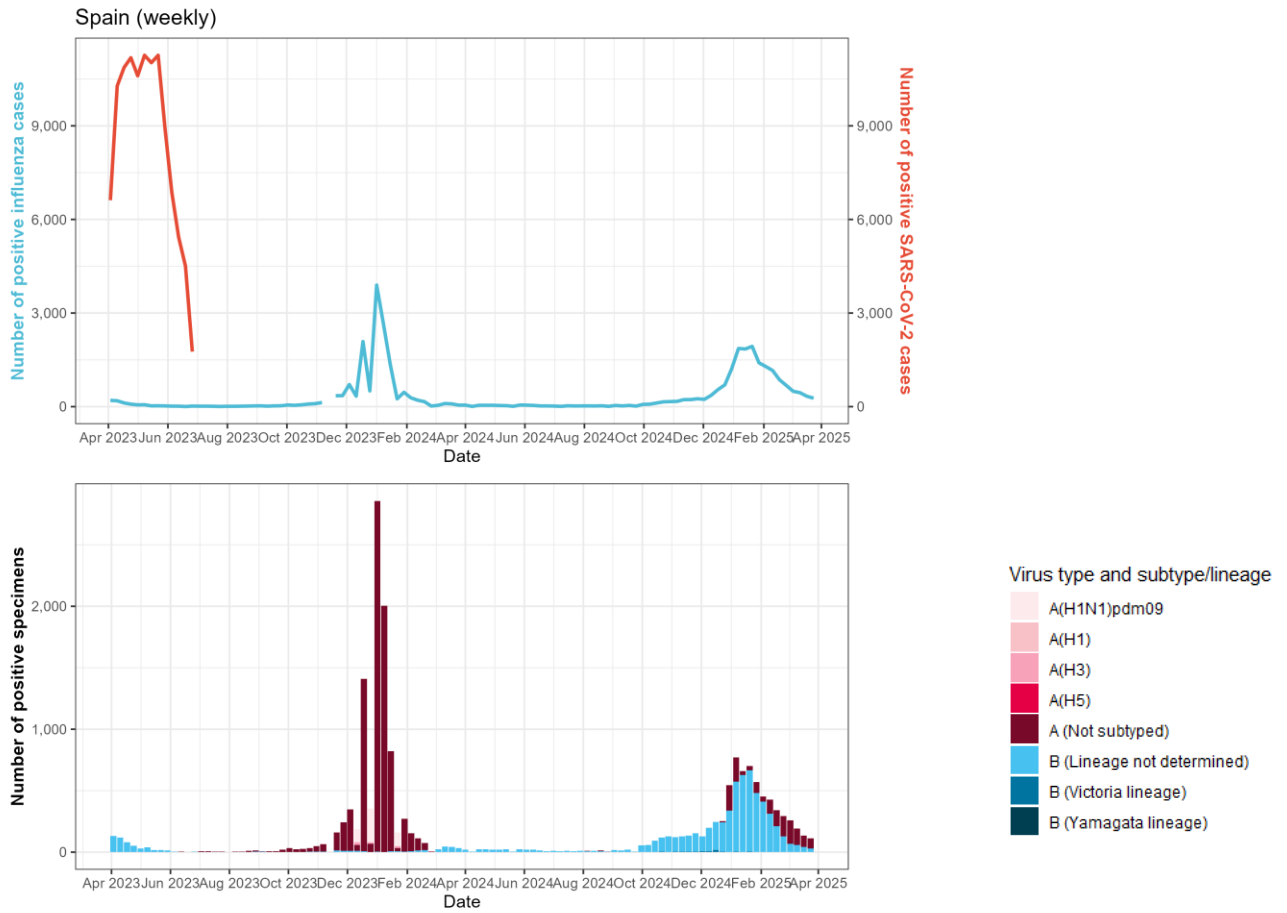 Spain (weekly)
Number of positive influenza cases
9,000
6,000
3,000
0
Number of positive SARS-CoV-2 cases
9,000
6,000
3,000
0
Apr 2023 Jun 2023 Aug 2023 Oct 2023 Dec 2023 Feb 2024 Apr 2024 Jun 2024 Aug 2024 Oct 2024 Dec 2024 Feb 2025 Apr 2025
Date
Number of positive specimens
2,000
1,000
0
Apr 2023 Jun 2023 Aug 2023 Oct 2023 Dec 2023 Feb 2024 Apr 2024 Jun 2024 Aug 2024 Oct 2024 Dec 2024 Feb 2025 Apr 2025
Date
Virus type and subtype/lineage
A(H1N1)pdm09
A(H1)
A(H3)
A(H5)
A (Not subtyped)
B (Lineage not determined)
B (Victoria lineage)
B (Yamagata lineage)